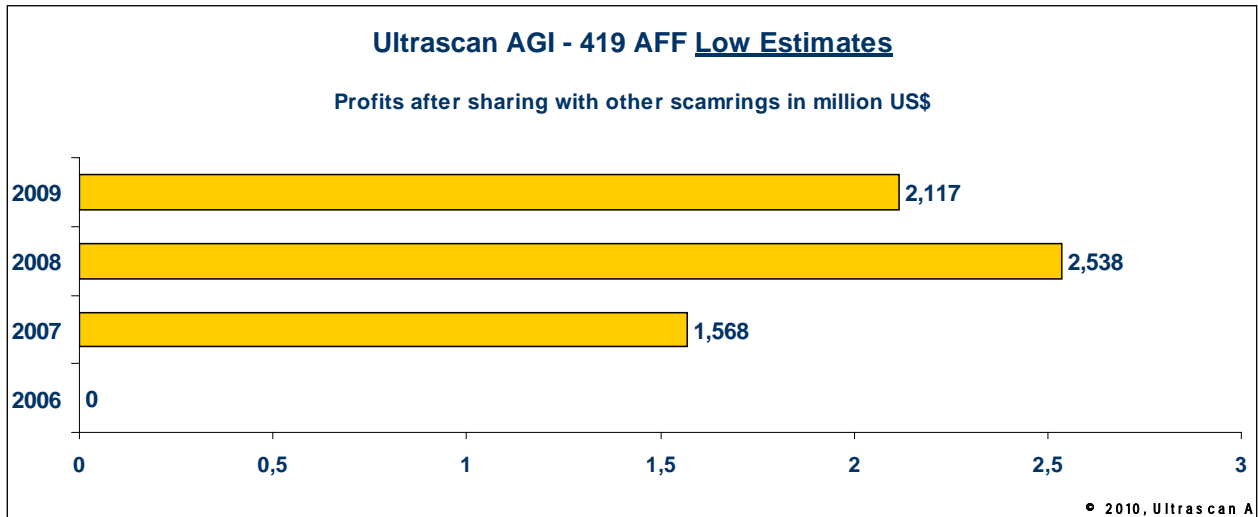 Ultrascan AGI - 419 AFF Low Estimates
Profits after sharing with other scamrings in million US$
2009 2,117
2008 2,538
2007 1,568
2006 0
0 0,5 1 1,5 2 2,5 3
© 2010, Ultrascan A